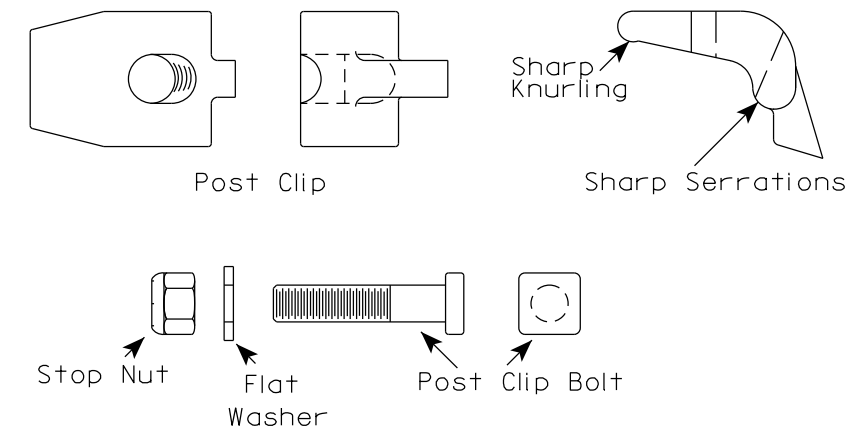 Sharp
Knurling
Post Clip
Sharp Serrations
Stop Nut
Flat
Washer
Post Clip Bolt